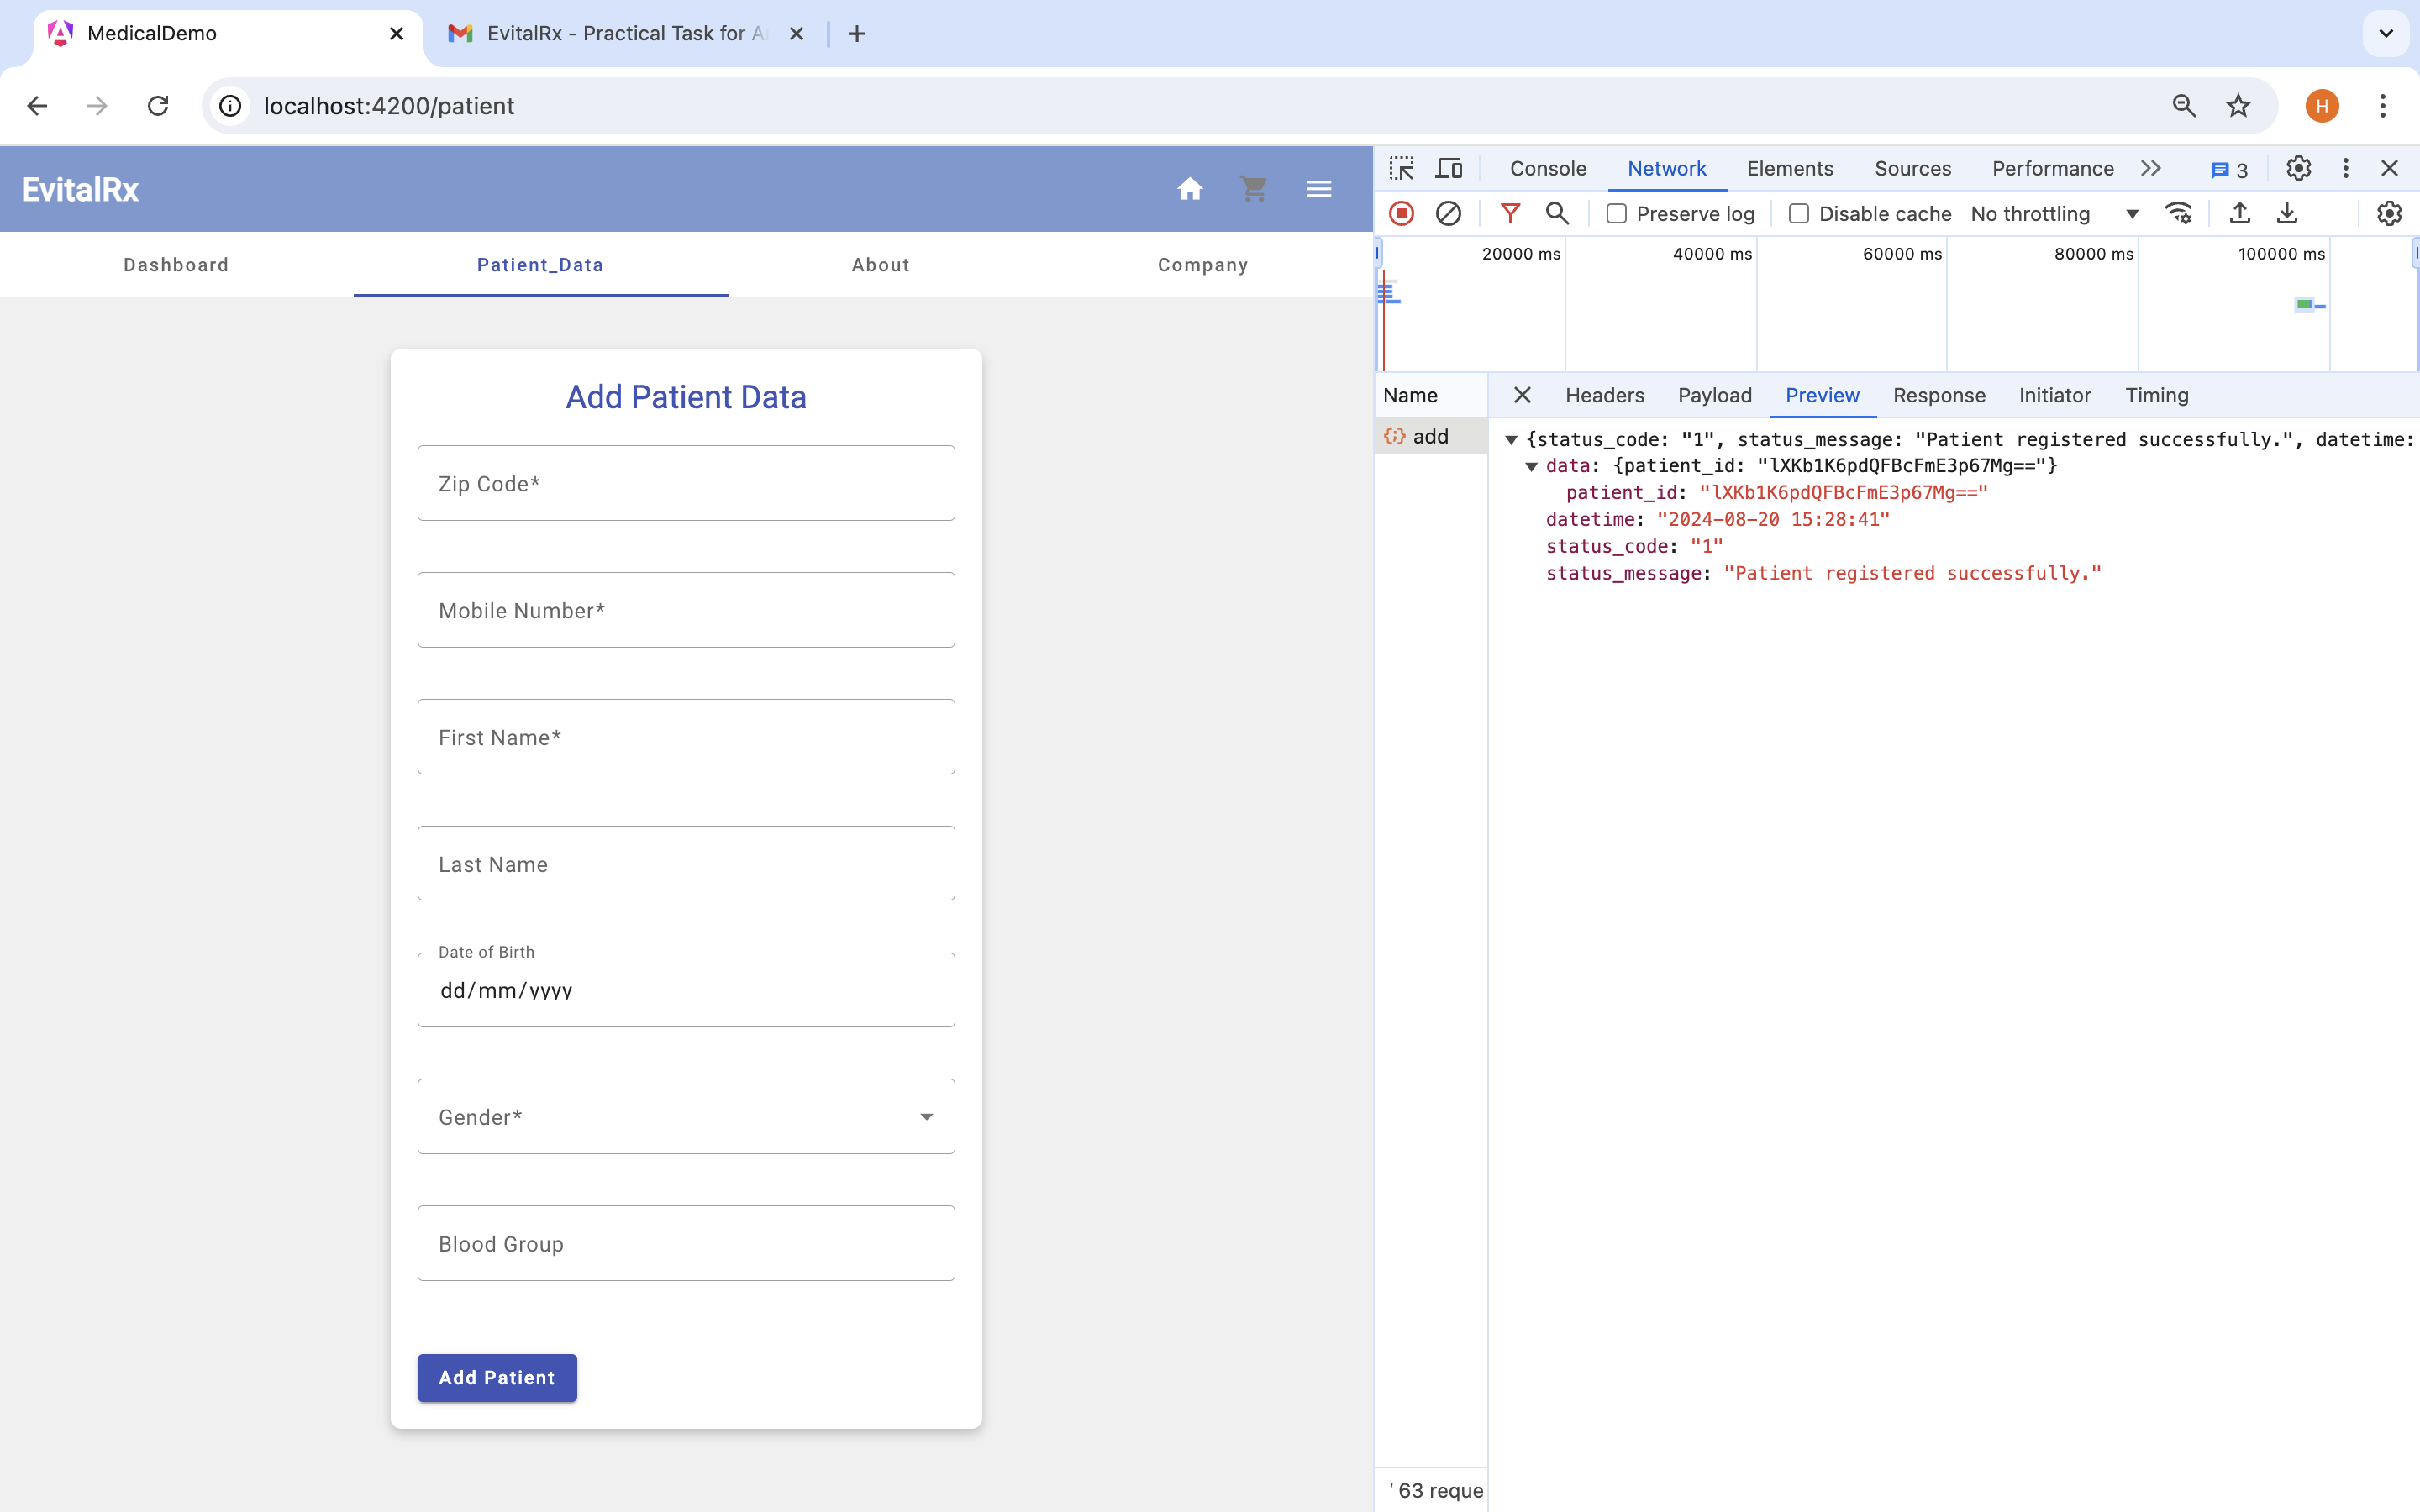 MedicalDemo
EvitalRx - Practical Task for A
localhost:4200/patient
H
EvitalRx
Dashboard Patient_Data About Company
Add Patient Data
Zip Code*
Mobile Number*
First Name*
Last Name
Date of Birth
dd/mm/yyyy
Gender*
Blood Group
Add Patient
Console Network Elements Sources Performance 3
Preserve log Disable cache No throttling
20000 ms 40000 ms 60000 ms 80000 ms 100000 ms
Name Headers Payload Preview Response Initiator Timing
add
{status_code: "1", status_message: "Patient registered successfully.", datetime:
data: {patient_id: "lXKb1K6pdQFBcFmE3p67Mg=="}
patient_id: "lXKb1K6pdQFBcFmE3p67Mg=="
datetime: "2024-08-20 15:28:41"
status_code: "1"
status_message: "Patient registered successfully."
63 reque